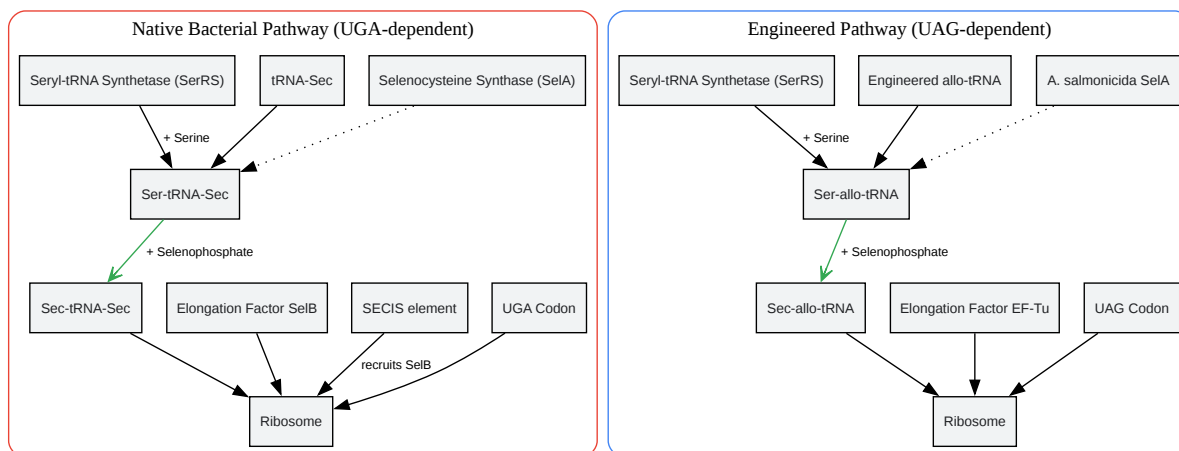 Native Bacterial Pathway (UGA-dependent)
Seryl-tRNA Synthetase (SerRS)
tRNA-Sec
Selenocysteine Synthase (SelA)
+ Serine
Ser-tRNA-Sec
+ Selenophosphate
Sec-tRNA-Sec
Elongation Factor SelB
SECIS element
UGA Codon
recruits SelB
Ribosome
Engineered Pathway (UAG-dependent)
Seryl-tRNA Synthetase (SerRS)
Engineered allo-tRNA
A. salmonicida SelA
+ Serine
Ser-allo-tRNA
+ Selenophosphate
Sec-allo-tRNA
Elongation Factor EF-Tu
UAG Codon
Ribosome